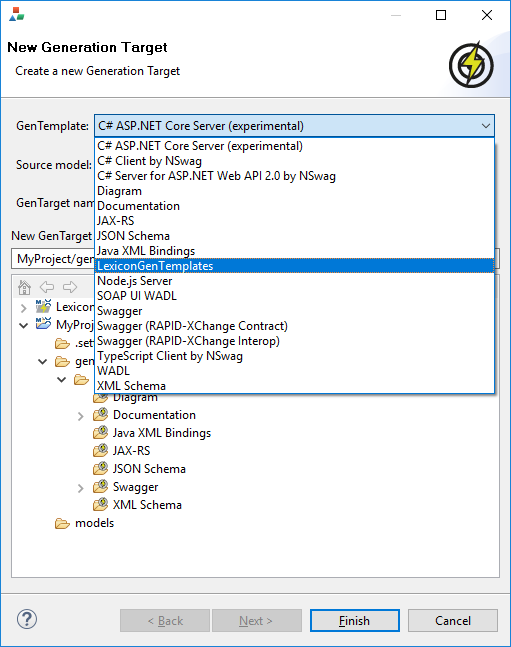 New Generation Target
Create a new Generation Target
GenTemplate: C# ASP.NET Core Server (experimental)
C# ASP.NET Core Server (experimental)
Source model: C# Client by NSwag
C# Server for ASP.NET Web API 2.0 by NSwag
Diagram
GenTarget nam Documentation
JAX-RS
New GenTarget JSON Schema
Java XML Bindings
MyProject/gen LexiconGenTemplates
Node.js Server
SOAP UI WADL
Lexicon Swagger
MyProj Swagger (RAPID-XChange Contract)
.set Swagger (RAPID-XChange Interop)
gen TypeScript Client by NSwag
WADL
XML Schema
Diagram
Documentation
Java XML Bindings
JAX-RS
JSON Schema
Swagger
XML Schema
models
? < Back Next > Finish Cancel